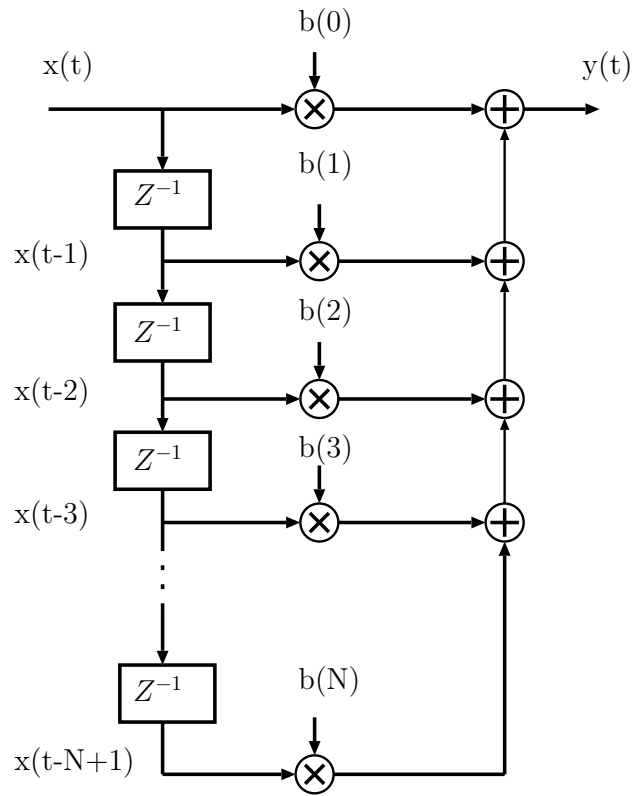 b(0)
x(t)
y(t)
b(1)
Z^{-1}
x(t-1)
b(2)
Z^{-1}
x(t-2)
b(3)
Z^{-1}
x(t-3)
b(N)
Z^{-1}
x(t-N+1)